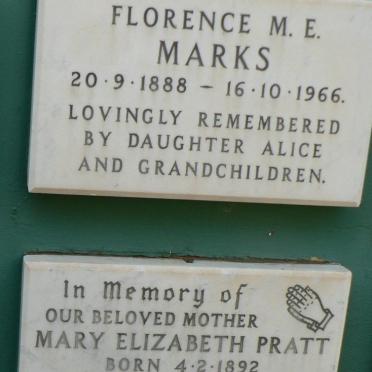 FLORENCE M. E.
MARKS
20·9·1888 – 16·10·1966.
LOVINGLY REMEMBERED
BY DAUGHTER ALICE
AND GRANDCHILDREN.
In Memory of
OUR BELOVED MOTHER
MARY ELIZABETH PRATT
BORN 4·2·1892